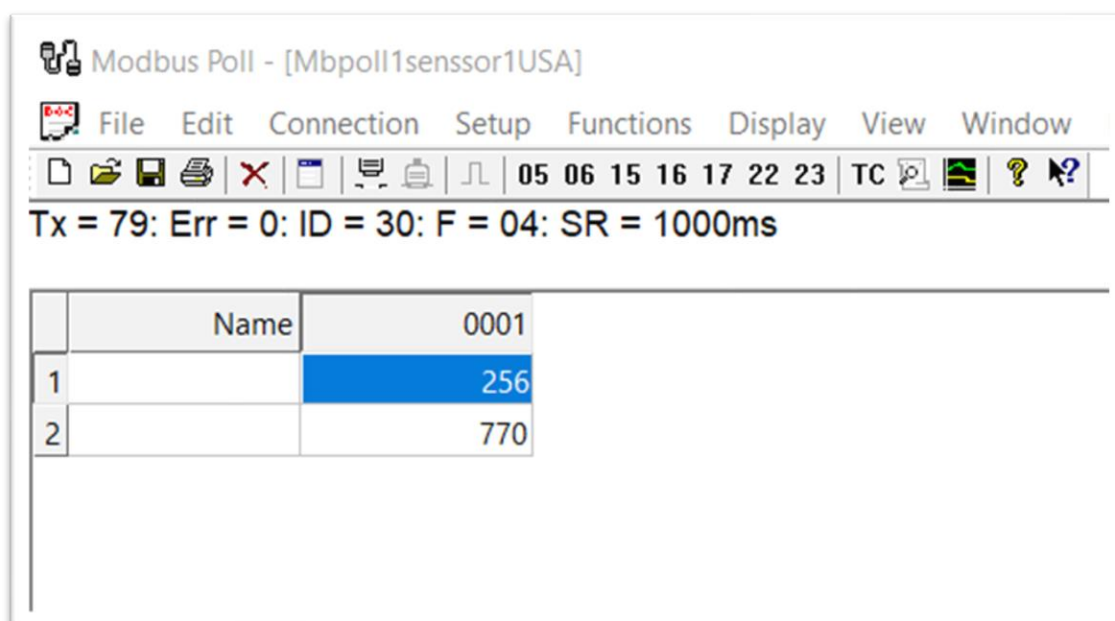 Modbus Poll - [Mbpoll1senssor1USA]
File Edit Connection Setup Functions Display View Window
05 06 15 16 17 22 23 TC
Tx = 79: Err = 0: ID = 30: F = 04: SR = 1000ms
Name 0001
1 256
2 770